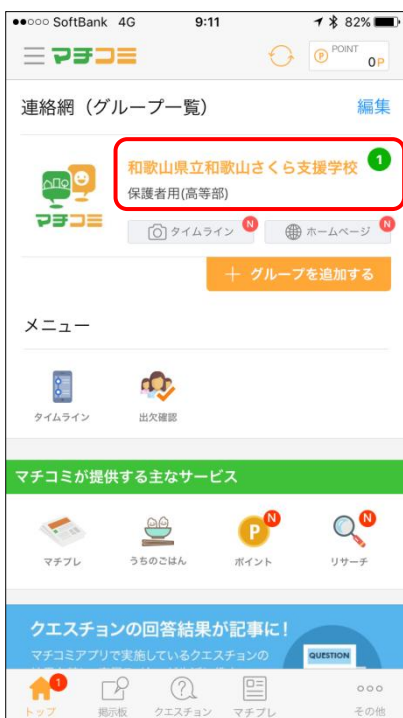 SoftBank 4G 9:11 82%
マチコミ
P POINT
0P
連絡網（グループ一覧） 編集
和歌山県立和歌山さくら支援学校 1
保護者用(高等部)
マチコミ
タイムライン N ホームページ N
＋ グループを追加する
メニュー
タイムライン 出欠確認
マチコミが提供する主なサービス
P N N
マチプレ うちのごはん ポイント リサーチ
クエスチョンの回答結果が記事に！
マチコミアプリで実施しているクエスチョンの
QUESTION
1
トップ 掲示板 クエスチョン マチプレ その他